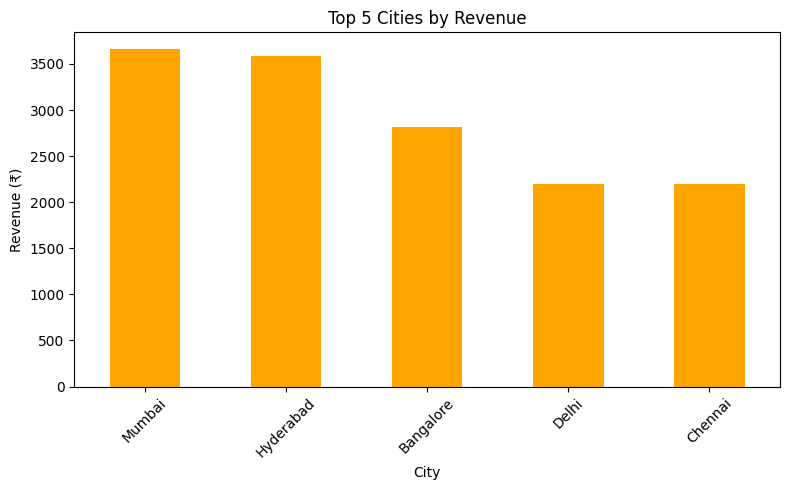 Top 5 Cities by Revenue
Revenue (₹)
3500
3000
2500
2000
1500
1000
500
0
Mumbai
Hyderabad
Bangalore
Delhi
Chennai
City